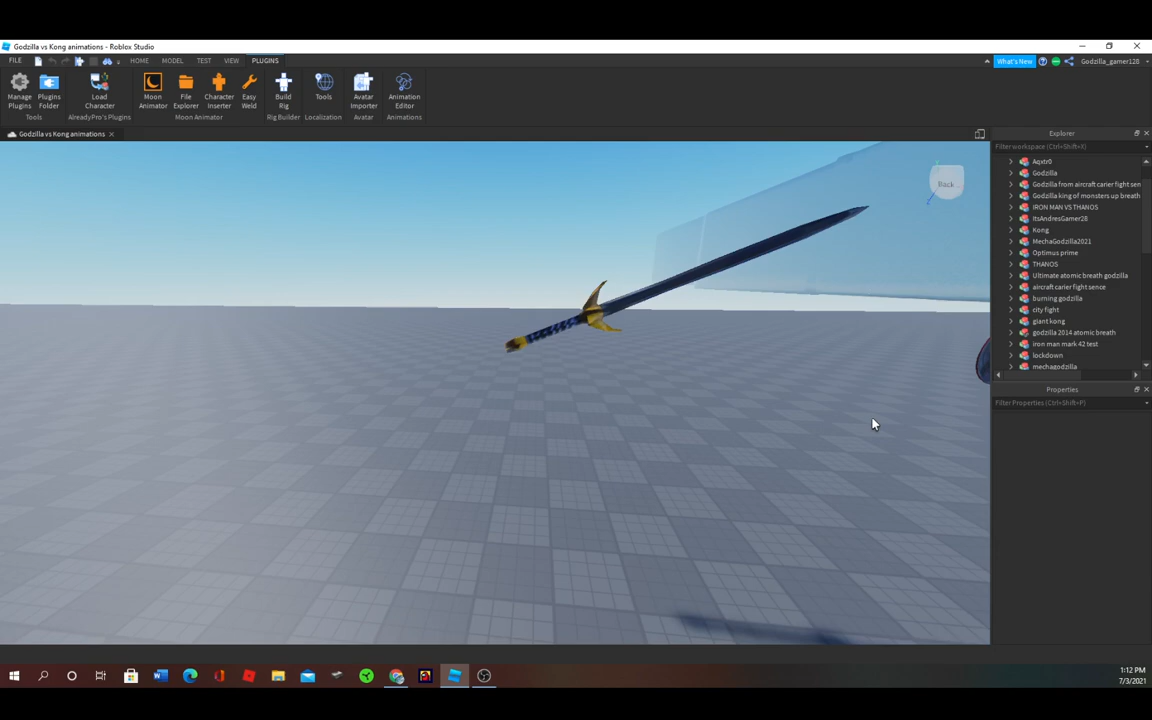 Godzilla vs Kong animations - Roblox Studio
FILE HOME MODEL TEST VIEW PLUGINS What's New Godzilla_gamer128
Manage Plugins
Plugins Folder
Load Character
Moon Animator
File Explorer
Character Inserter
Easy Weld
Build Rig
Tools
Avatar Importer
Animation Editor
Tools AlreadyPro's Plugins Moon Animator Rig Builder Localization Avatar Animations
Godzilla vs Kong animations
Explorer
Filter workspace (Ctrl+Shift+X)
Aqxtr0
Godzilla
Godzilla from aircraft carier fight sen
Godzilla king of monsters up breath
IRON MAN VS THANOS
ItsAndresGamer28
Kong
MechaGodzilla2021
Optimus prime
THANOS
Ultimate atomic breath godzilla
aircraft carier fight sence
burning godzilla
city fight
giant kong
godzilla 2014 atomic breath
iron man mark 42 test
lockdown
mechagodzilla
Properties
Filter Properties (Ctrl+Shift+P)
Back
1:12 PM
7/3/2021